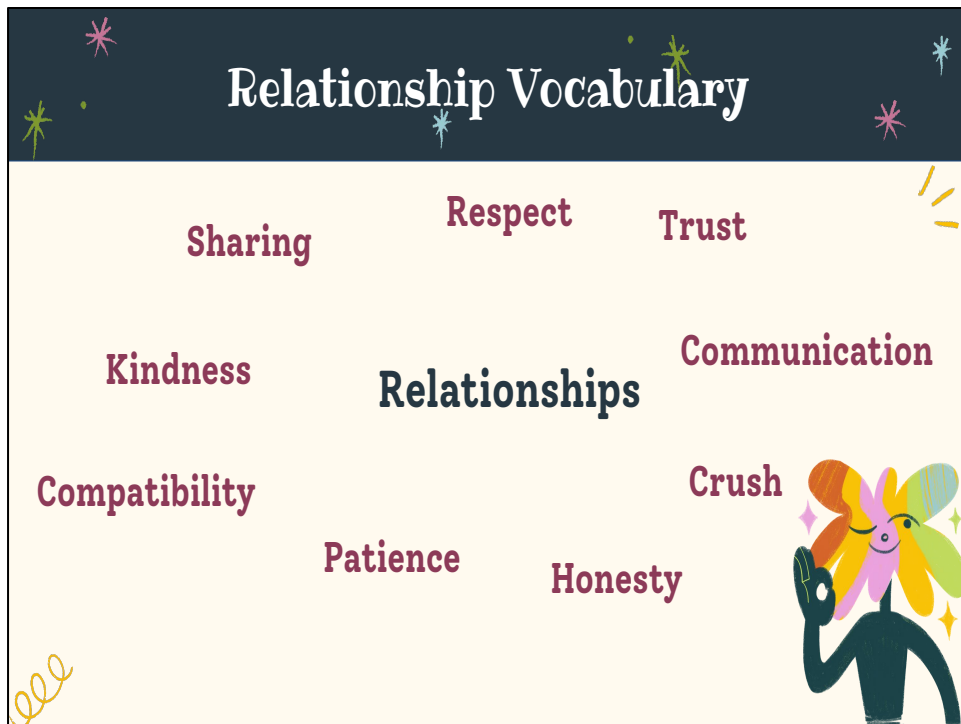 Relationship Vocabulary
Respect
Trust
Sharing
Communication
Kindness
Relationships
Crush
Compatibility
Patience
Honesty